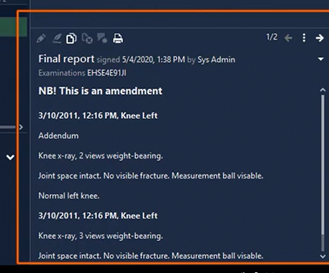 1/2
Final report signed 5/4/2020, 1:38 PM by Sys Admin
Examinations EHSE4E91JI
NB! This is an amendment
3/10/2011, 12:16 PM, Knee Left
Addendum
Knee x-ray, 2 views weight-bearing.
Joint space intact. No visible fracture. Measurement ball visable.
Normal left knee.
3/10/2011, 12:16 PM, Knee Left
Knee x-ray, 3 views weight-bearing.
Joint space intact. No visible fracture. Measurement ball visable.